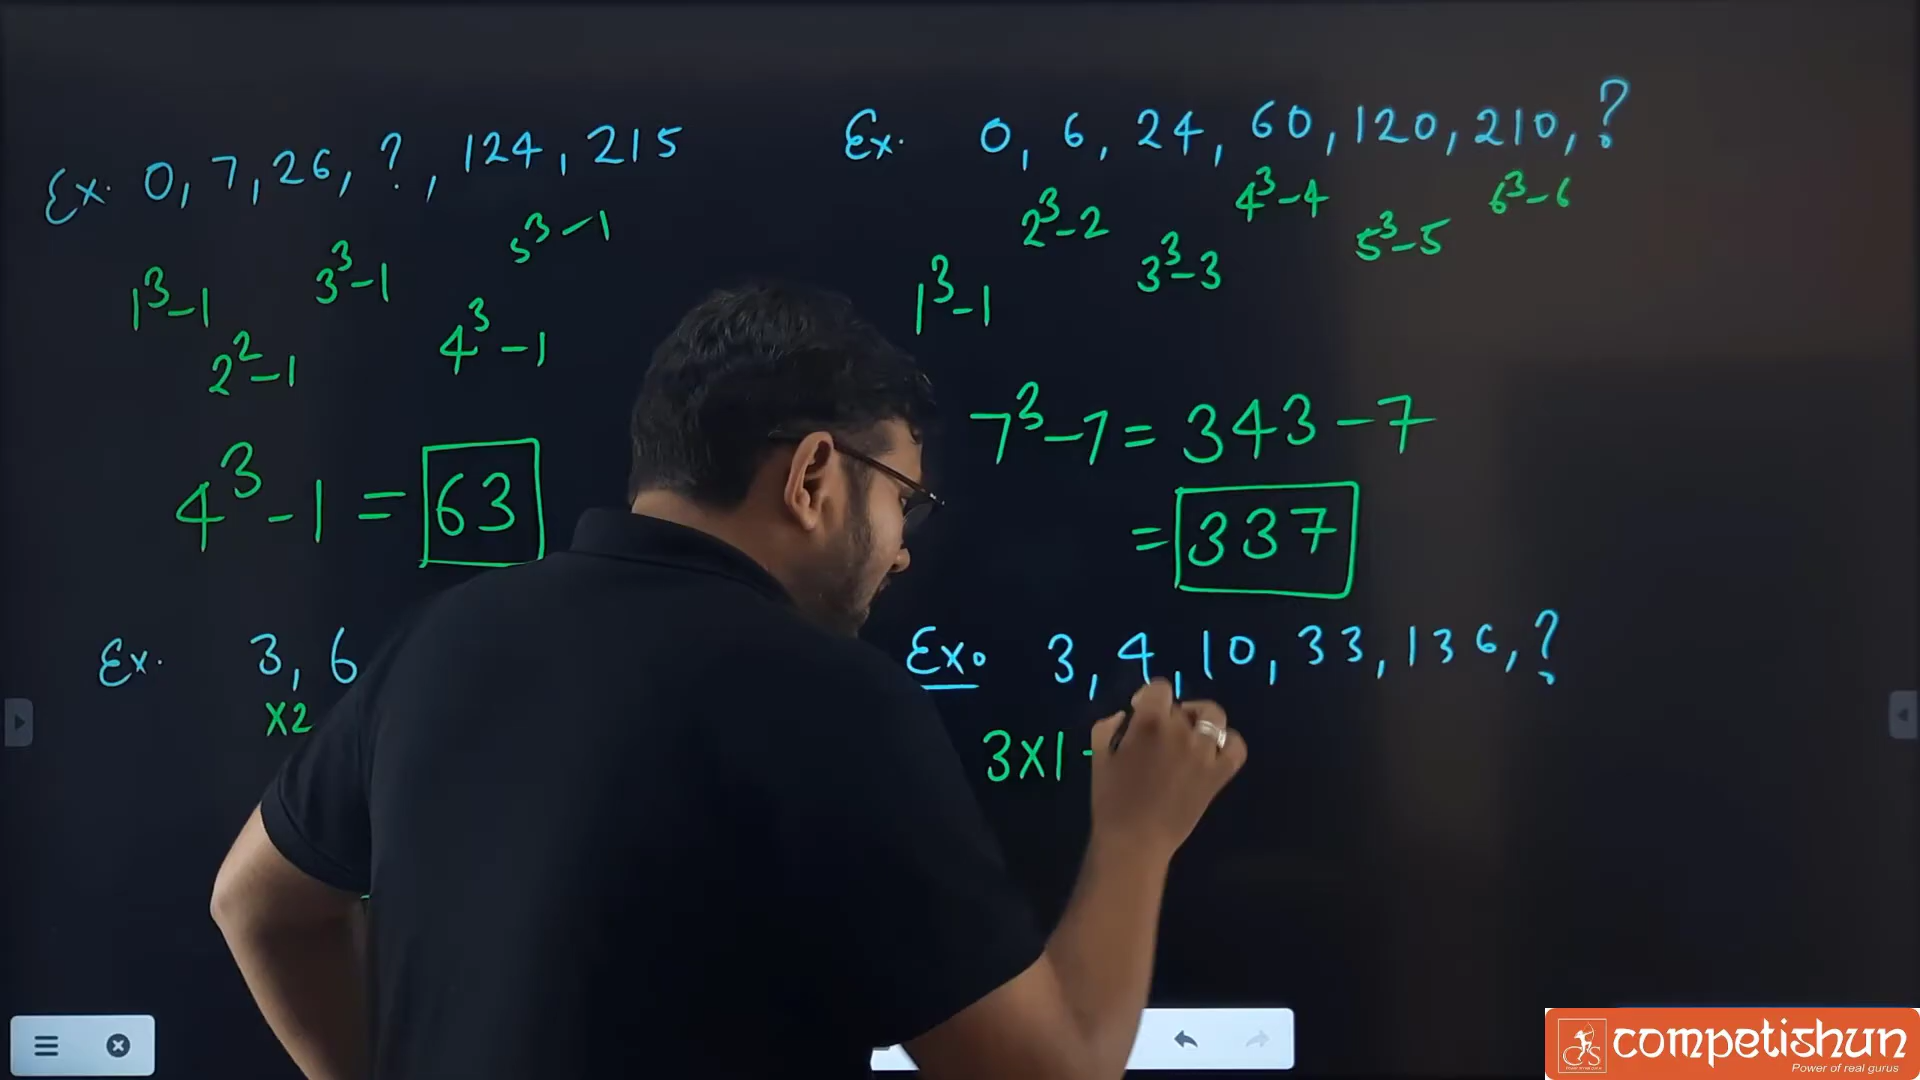 Ex. 0, 7, 26, ?, 124, 215
1³-1
2²-1
3³-1
4³-1
5³-1
4³-1 = 63
Ex. 0, 6, 24, 60, 120, 210, ?
1³-1
2³-2
3³-3
4³-4
5³-5
6³-6
7³-7 = 343-7
= 337
Ex. 3, 6
x2
Ex. 3, 4, 10, 33, 136, ?
3x1
competishun
Power of real gurus